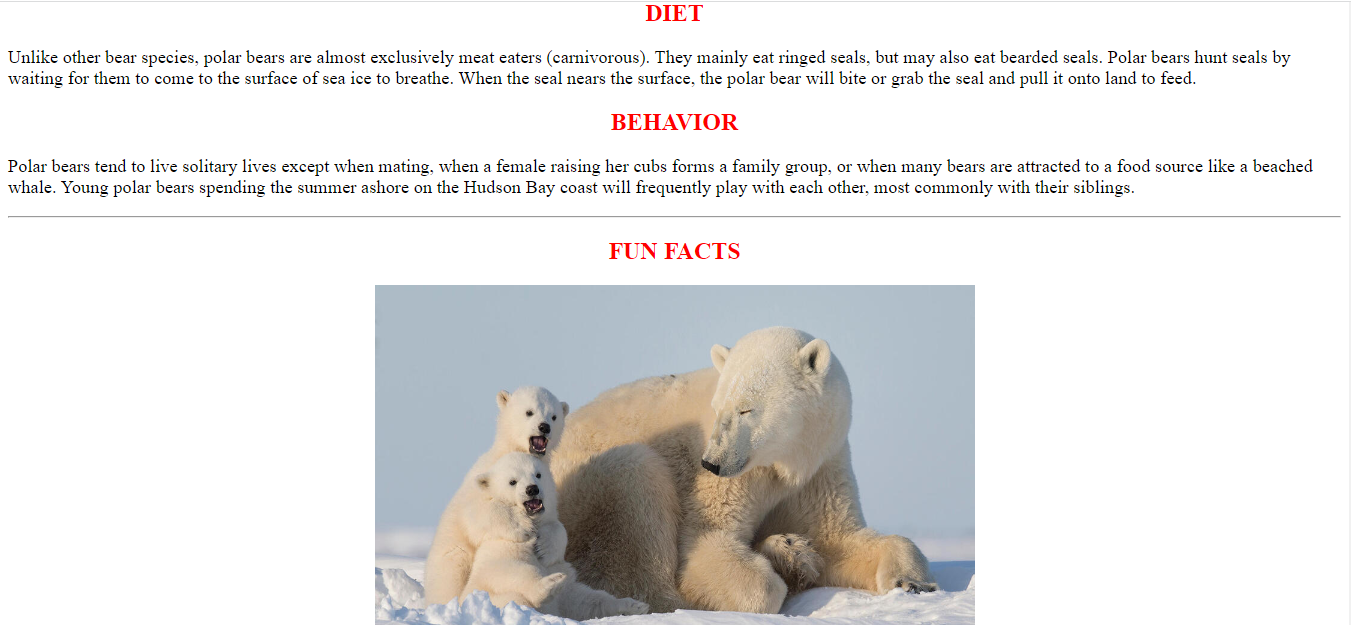 DIET
Unlike other bear species, polar bears are almost exclusively meat eaters (carnivorous). They mainly eat ringed seals, but may also eat bearded seals. Polar bears hunt seals by
waiting for them to come to the surface of sea ice to breathe. When the seal nears the surface, the polar bear will bite or grab the seal and pull it onto land to feed.
BEHAVIOR
Polar bears tend to live solitary lives except when mating, when a female raising her cubs forms a family group, or when many bears are attracted to a food source like a beached
whale. Young polar bears spending the summer ashore on the Hudson Bay coast will frequently play with each other, most commonly with their siblings.
FUN FACTS